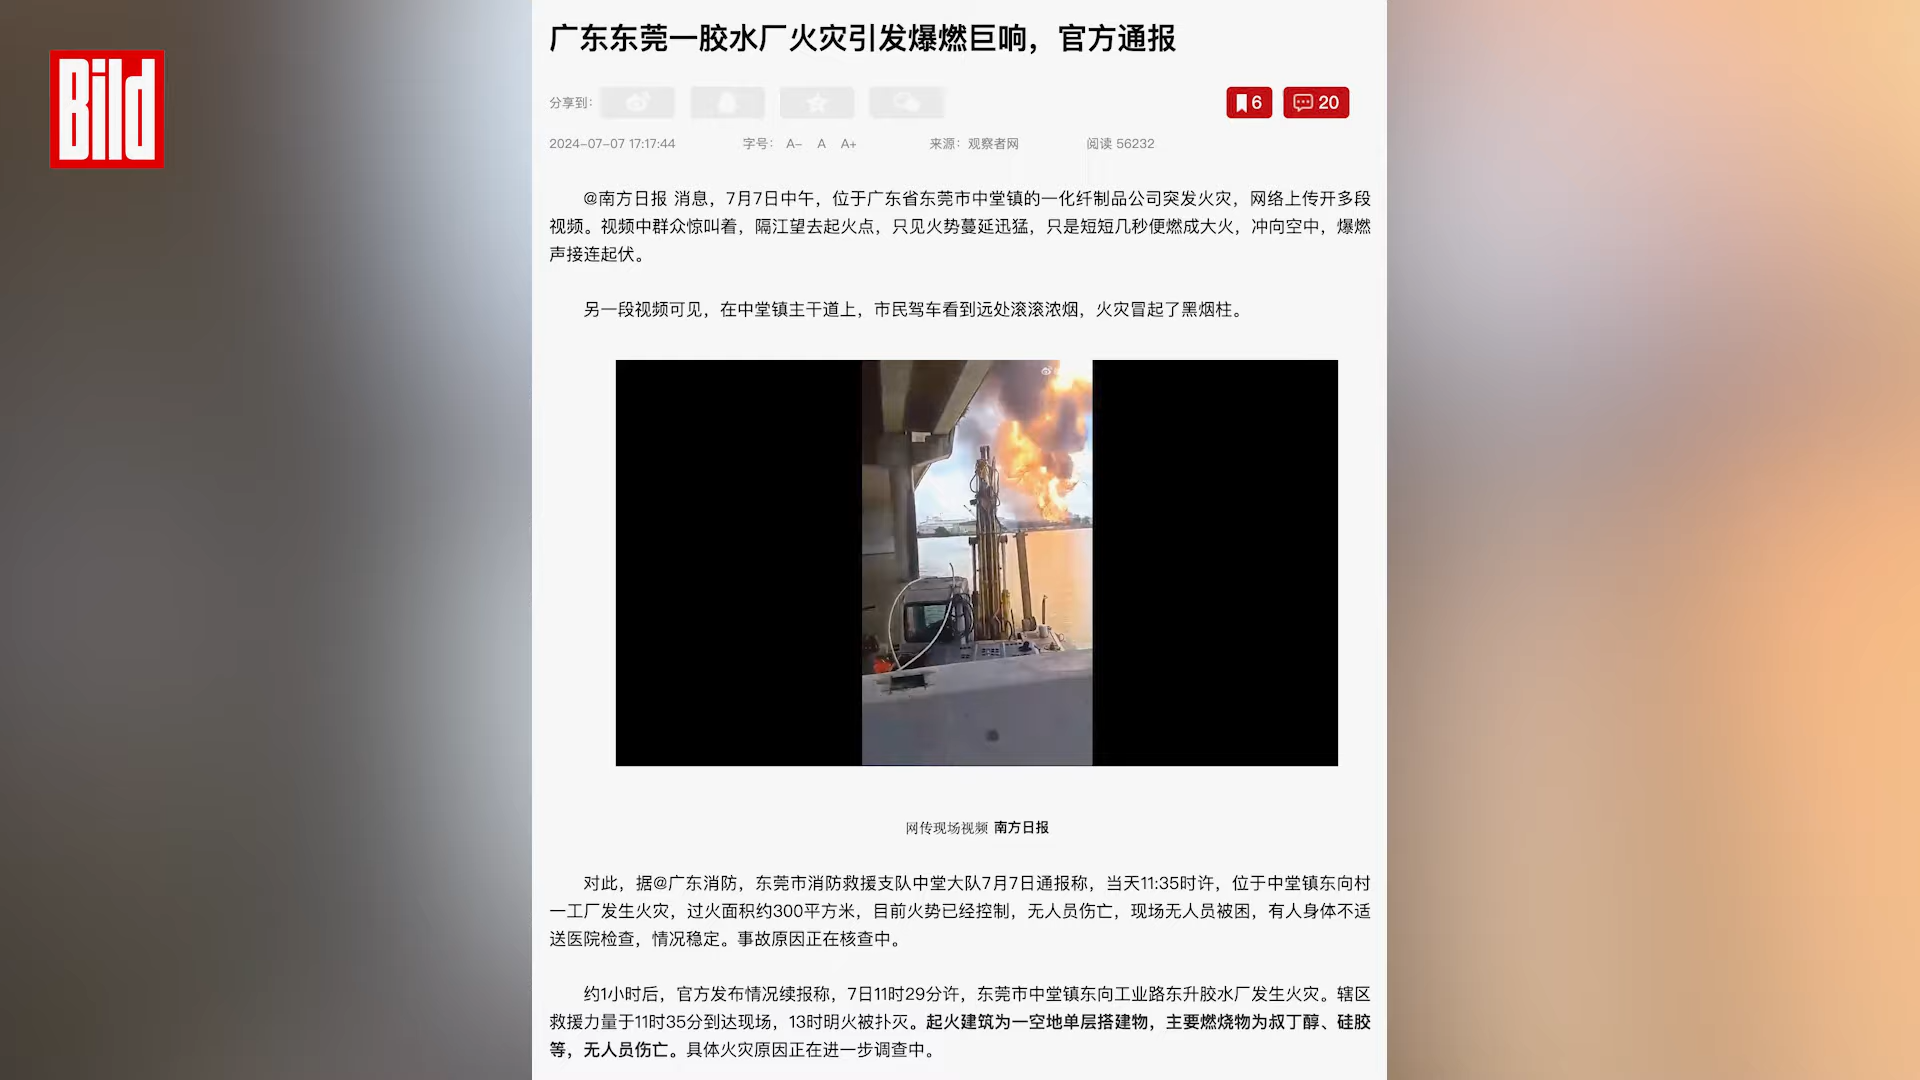 Bild
广东东莞一胶水厂火灾引发爆燃巨响，官方通报
分享到：
6
20
2024-07-07 17:17:44 字号： A- A A+ 来源：观察者网 阅读 56232
@南方日报 消息，7月7日中午，位于广东省东莞市中堂镇的一化纤制品公司突发火灾，网络上传开多段
视频。视频中群众惊叫着，隔江望去起火点，只见火势蔓延迅猛，只是短短几秒便燃成大火，冲向空中，爆燃
声接连起伏。
另一段视频可见，在中堂镇主干道上，市民驾车看到远处滚滚浓烟，火灾冒起了黑烟柱。
网传现场视频 南方日报
对此，据@广东消防，东莞市消防救援支队中堂大队7月7日通报称，当天11:35时许，位于中堂镇东向村
一工厂发生火灾，过火面积约300平方米，目前火势已经控制，无人员伤亡，现场无人员被困，有人身体不适
送医院检查，情况稳定。事故原因正在核查中。
约1小时后，官方发布情况续报称，7日11时29分许，东莞市中堂镇东向工业路东升胶水厂发生火灾。辖区
救援力量于11时35分到达现场，13时明火被扑灭。起火建筑为一空地单层搭建物，主要燃烧物为叔丁醇、硅胶
等，无人员伤亡。具体火灾原因正在进一步调查中。